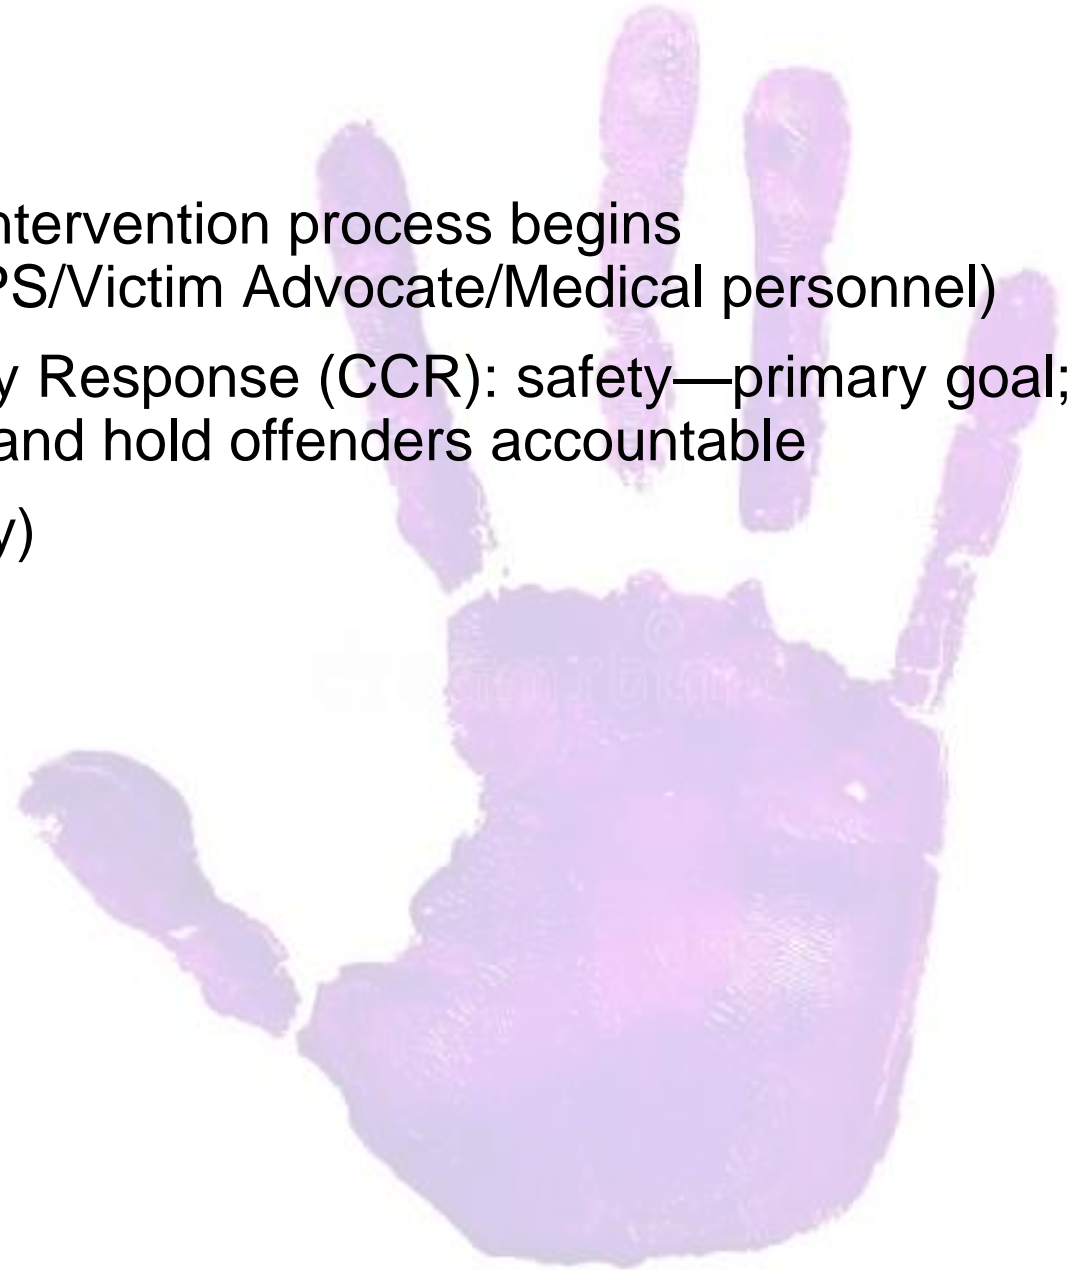 ntervention process begins
PS/Victim Advocate/Medical personnel)
y Response (CCR): safety—primary goal;
and hold offenders accountable
y)